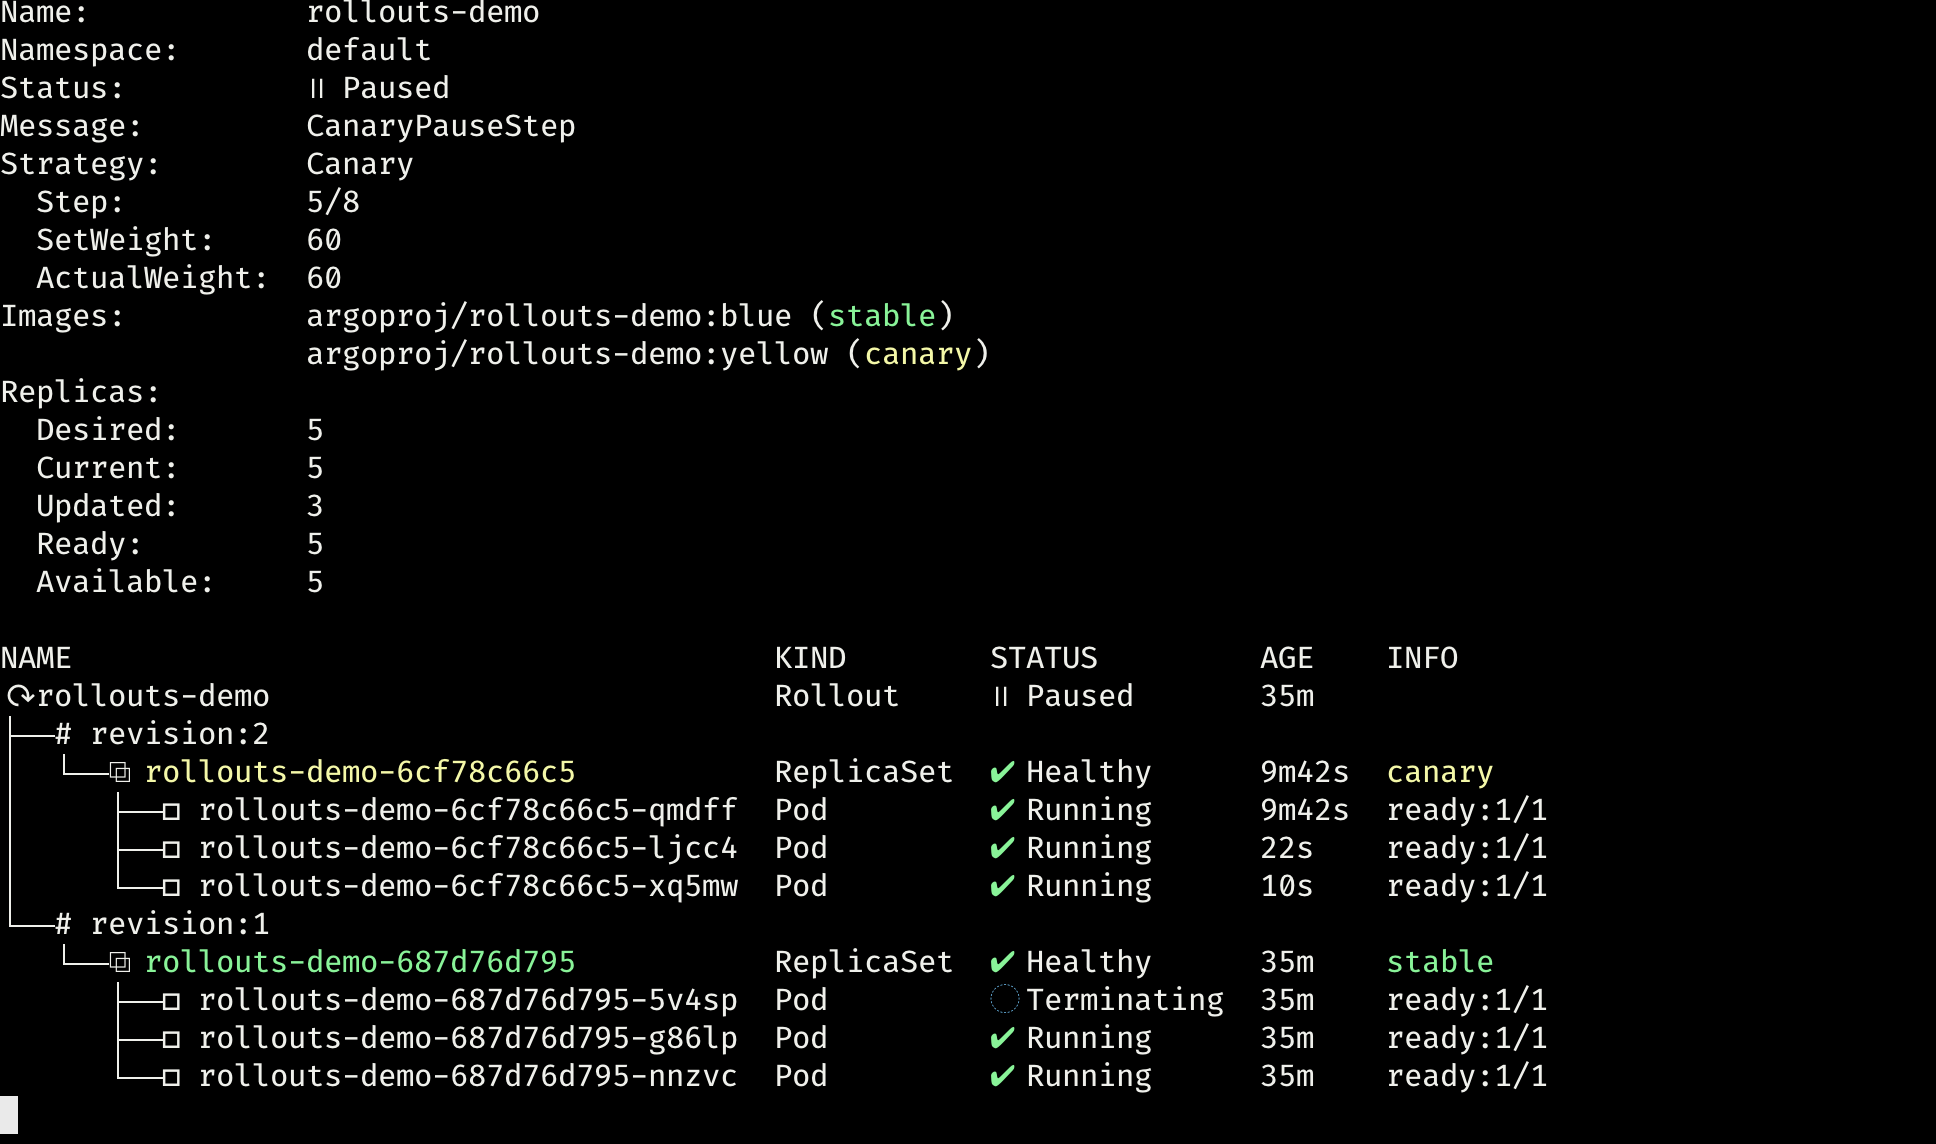 Name:            rollouts-demo
Namespace:       default
Status:          ॥ Paused
Message:         CanaryPauseStep
Strategy:        Canary
  Step:          5/8
  SetWeight:     60
  ActualWeight:  60
Images:          argoproj/rollouts-demo:blue (stable)
                 argoproj/rollouts-demo:yellow (canary)
Replicas:
  Desired:       5
  Current:       5
  Updated:       3
  Ready:         5
  Available:     5

NAME                                       KIND        STATUS         AGE    INFO
⟳ rollouts-demo                            Rollout     ॥ Paused       35m
├──# revision:2
│  └──⧉ rollouts-demo-6cf78c66c5           ReplicaSet  ✔ Healthy      9m42s  canary
│     ├──□ rollouts-demo-6cf78c66c5-qmdff  Pod         ✔ Running      9m42s  ready:1/1
│     ├──□ rollouts-demo-6cf78c66c5-ljcc4  Pod         ✔ Running      22s    ready:1/1
│     └──□ rollouts-demo-6cf78c66c5-xq5mw  Pod         ✔ Running      10s    ready:1/1
└──# revision:1
   └──⧉ rollouts-demo-687d76d795           ReplicaSet  ✔ Healthy      35m    stable
      ├──□ rollouts-demo-687d76d795-5v4sp  Pod         ◌ Terminating  35m    ready:1/1
      ├──□ rollouts-demo-687d76d795-g86lp  Pod         ✔ Running      35m    ready:1/1
      └──□ rollouts-demo-687d76d795-nnzvc  Pod         ✔ Running      35m    ready:1/1